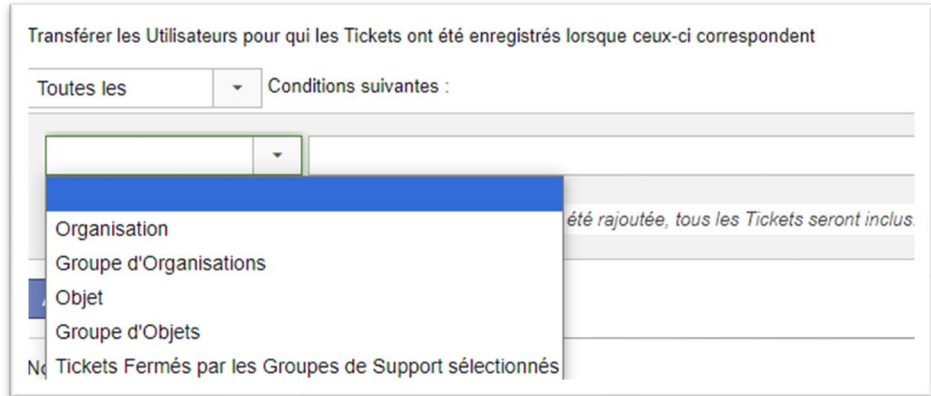 Transférer les Utilisateurs pour qui les Tickets ont été enregistrés lorsque ceux-ci correspondent
Toutes les Conditions suivantes :
été rajoutée, tous les Tickets seront inclus.
Organisation
Groupe d'Organisations
Objet
Groupe d'Objets
Tickets Fermés par les Groupes de Support sélectionnés